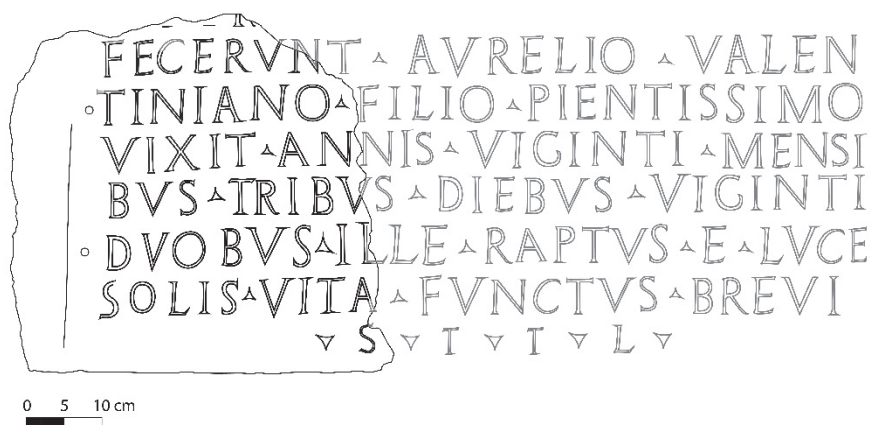 FECERVNT ▵ AVRELIO ▵ VALEN
TINIANO ▵ FILIO ▵ PIENTISSIMO
VIXIT ▵ ANNIS ▵ VIGINTI ▵ MENSI
BVS ▵ TRIBVS ▵ DIEBVS ▵ VIGINTI
DVOBVS ▵ ILLE ▵ RAPTVS ▵ E ▵ LVCE
SOLIS ▵ VITA ▵ FVNCTVS ▵ BREVI
▿ S ▿ T ▿ T ▿ L ▿
0 5 10 cm